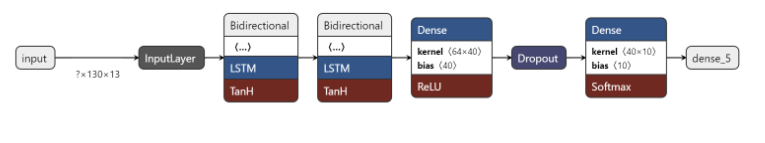 input
?×130×13
InputLayer
Bidirectional
⟨...⟩
LSTM
TanH
Bidirectional
⟨...⟩
LSTM
TanH
Dense
kernel ⟨64×40⟩
bias ⟨40⟩
ReLU
Dropout
Dense
kernel ⟨40×10⟩
bias ⟨10⟩
Softmax
dense_5